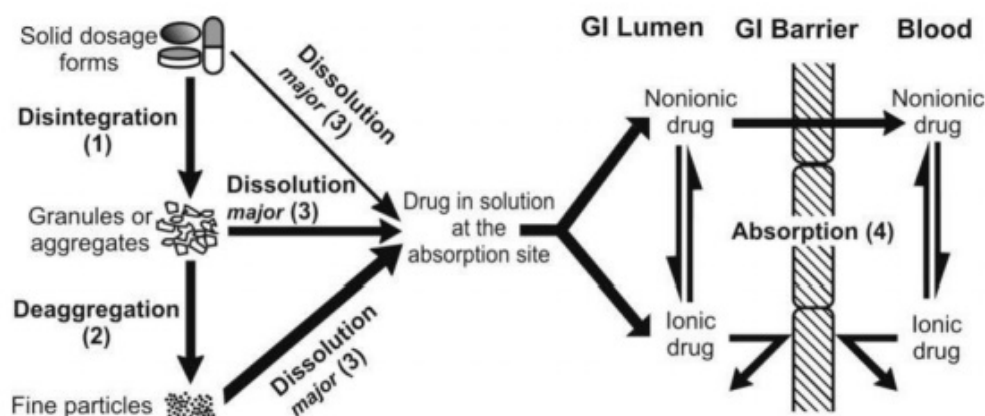 Solid dosage
forms
Disintegration
(1)
Granules or
aggregates
Deaggregation
(2)
Fine particles
Dissolution
major (3)
Dissolution
major (3)
Dissolution
major (3)
Drug in solution
at the
absorption site
GI Lumen
GI Barrier
Blood
Nonionic
drug
Nonionic
drug
Absorption (4)
Ionic
drug
Ionic
drug